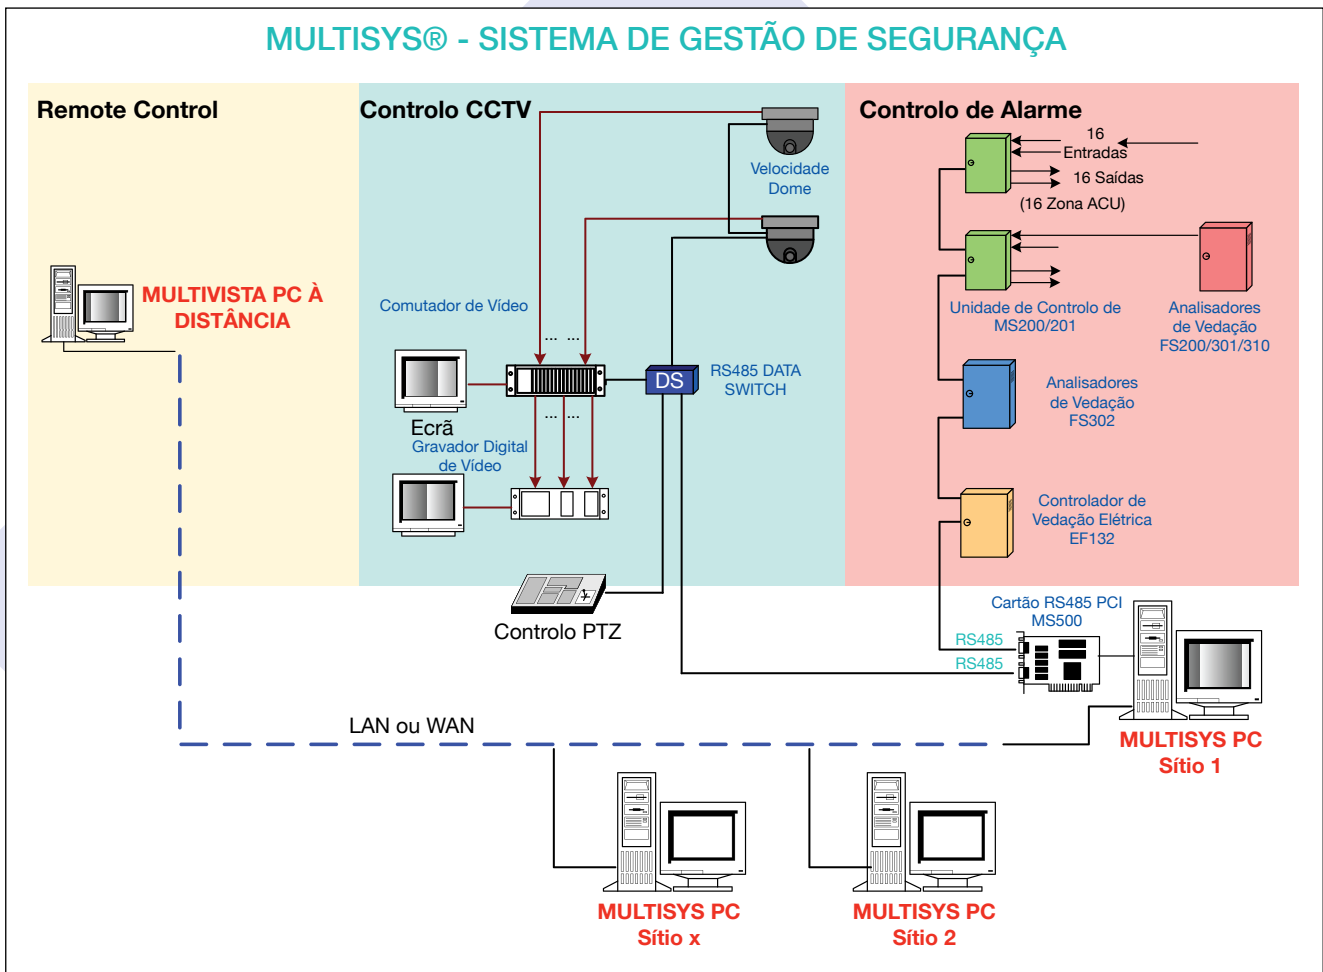 MULTISYS® - SISTEMA DE GESTÃO DE SEGURANÇA
Remote Control
Controlo CCTV
Controlo de Alarme
16
Entradas
16 Saídas
(16 Zona ACU)
Velocidade
Dome
MULTIVISTA PC À
DISTÂNCIA
Comutador de Vídeo
... ...
Unidade de Controlo de
MS200/201
Analisadores
de Vedação
FS200/301/310
DS
RS485 DATA
SWITCH
Analisadores
de Vedação
FS302
... ...
Ecrã
Gravador Digital
de Vídeo
Controlador de
Vedação Elétrica
EF132
Controlo PTZ
Cartão RS485 PCI
MS500
RS485
RS485
LAN ou WAN
MULTISYS PC
Sítio 1
MULTISYS PC
Sítio x
MULTISYS PC
Sítio 2